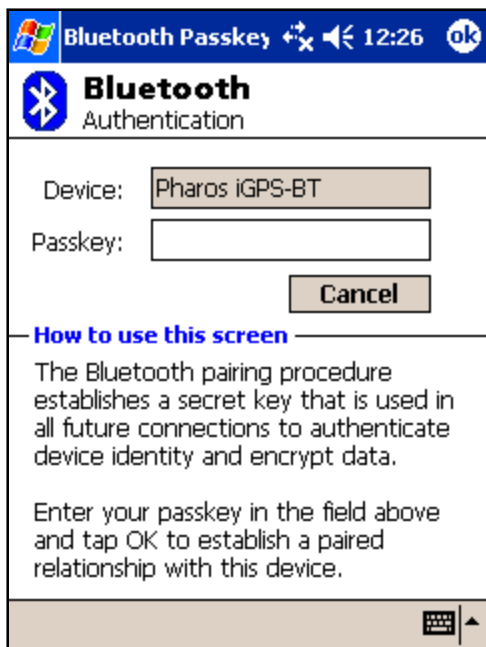 Bluetooth Passkey 12:26 ok
Bluetooth
Authentication
Device: Pharos iGPS-BT
Passkey:
Cancel
How to use this screen
The Bluetooth pairing procedure
establishes a secret key that is used in
all future connections to authenticate
device identity and encrypt data.
Enter your passkey in the field above
and tap OK to establish a paired
relationship with this device.